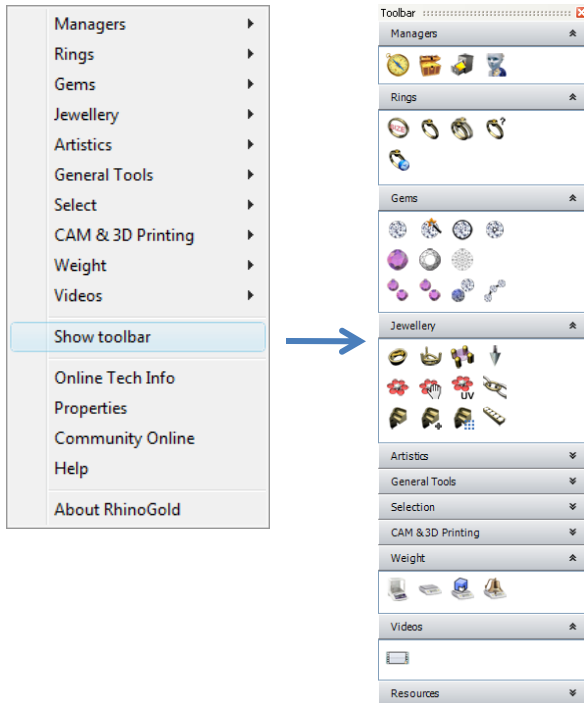 Managers
Rings
Gems
Jewellery
Artistics
General Tools
Select
CAM & 3D Printing
Weight
Videos
Show toolbar
Online Tech Info
Properties
Community Online
Help
About RhinoGold
Toolbar
Managers
Rings
SIZE
?
Gems
Jewellery
UV
Artistics
General Tools
Selection
CAM &3D Printing
Weight
Videos
Resources